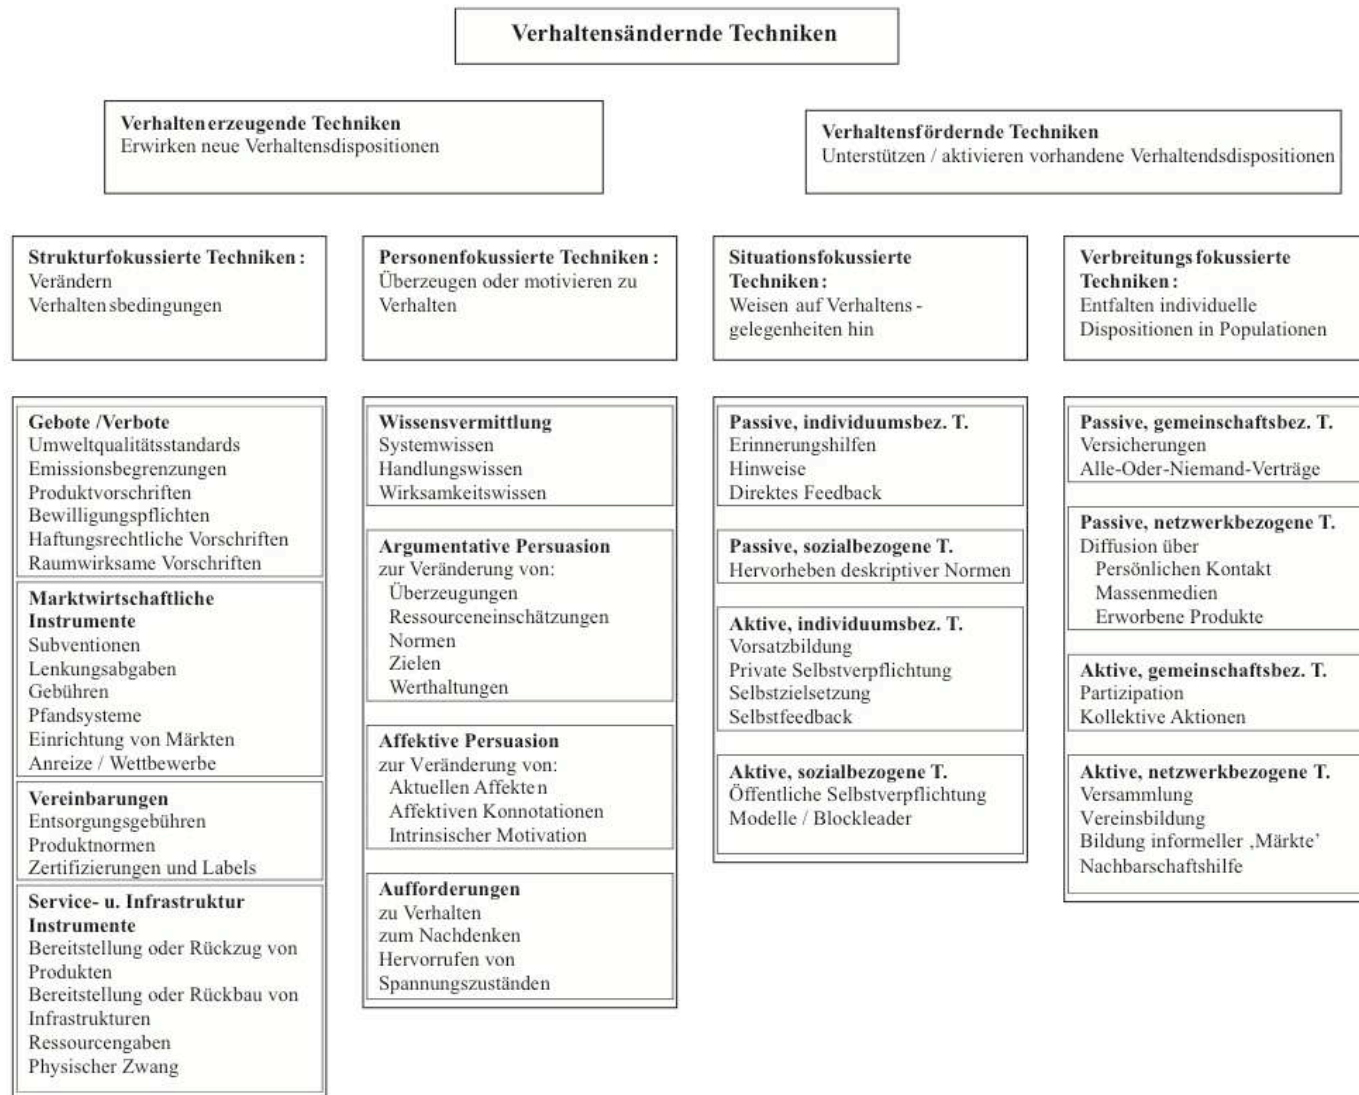 Verhaltensändernde Techniken
Verhaltenerzeugende Techniken
Erwirken neue Verhaltensdispositionen
Verhaltensfördernde Techniken
Unterstützen / aktivieren vorhandene Verhaltendsdispositionen
Strukturfokussierte Techniken:
Verändern
Verhaltensbedingungen
Personenfokussierte Techniken:
Überzeugen oder motivieren zu
Verhalten
Situationsfokussierte
Techniken:
Weisen auf Verhaltens-
gelegenheiten hin
Verbreitungsfokussierte
Techniken:
Entfalten individuelle
Dispositionen in Populationen
Gebote /Verbote
Umweltqualitätsstandards
Emissionsbegrenzungen
Produktvorschriften
Bewilligungspflichten
Haftungsrechtliche Vorschriften
Raumwirksame Vorschriften
Marktwirtschaftliche
Instrumente
Subventionen
Lenkungsabgaben
Gebühren
Pfandsysteme
Einrichtung von Märkten
Anreize / Wettbewerbe
Vereinbarungen
Entsorgungsgebühren
Produktnormen
Zertifizierungen und Labels
Service- u. Infrastruktur
Instrumente
Bereitstellung oder Rückzug von
Produkten
Bereitstellung oder Rückbau von
Infrastrukturen
Ressourcengaben
Physischer Zwang
Wissensvermittlung
Systemwissen
Handlungswissen
Wirksamkeitswissen
Argumentative Persuasion
zur Veränderung von:
Überzeugungen
Ressourceneinschätzungen
Normen
Zielen
Werthaltungen
Affektive Persuasion
zur Veränderung von:
Aktuellen Affekten
Affektiven Konnotationen
Intrinsischer Motivation
Aufforderungen
zu Verhalten
zum Nachdenken
Hervorrufen von
Spannungszuständen
Passive, individuumsbez. T.
Erinnerungshilfen
Hinweise
Direktes Feedback
Passive, sozialbezogene T.
Hervorheben deskriptiver Normen
Aktive, individuumsbez. T.
Vorsatzbildung
Private Selbstverpflichtung
Selbstzielsetzung
Selbstfeedback
Aktive, sozialbezogene T.
Öffentliche Selbstverpflichtung
Modelle / Blockleader
Passive, gemeinschaftsbez. T.
Versicherungen
Alle-Oder-Niemand-Verträge
Passive, netzwerkbezogene T.
Diffusion über
Persönlichen Kontakt
Massenmedien
Erworbene Produkte
Aktive, gemeinschaftsbez. T.
Partizipation
Kollektive Aktionen
Aktive, netzwerkbezogene T.
Versammlung
Vereinsbildung
Bildung informeller ‚Märkte’
Nachbarschaftshilfe